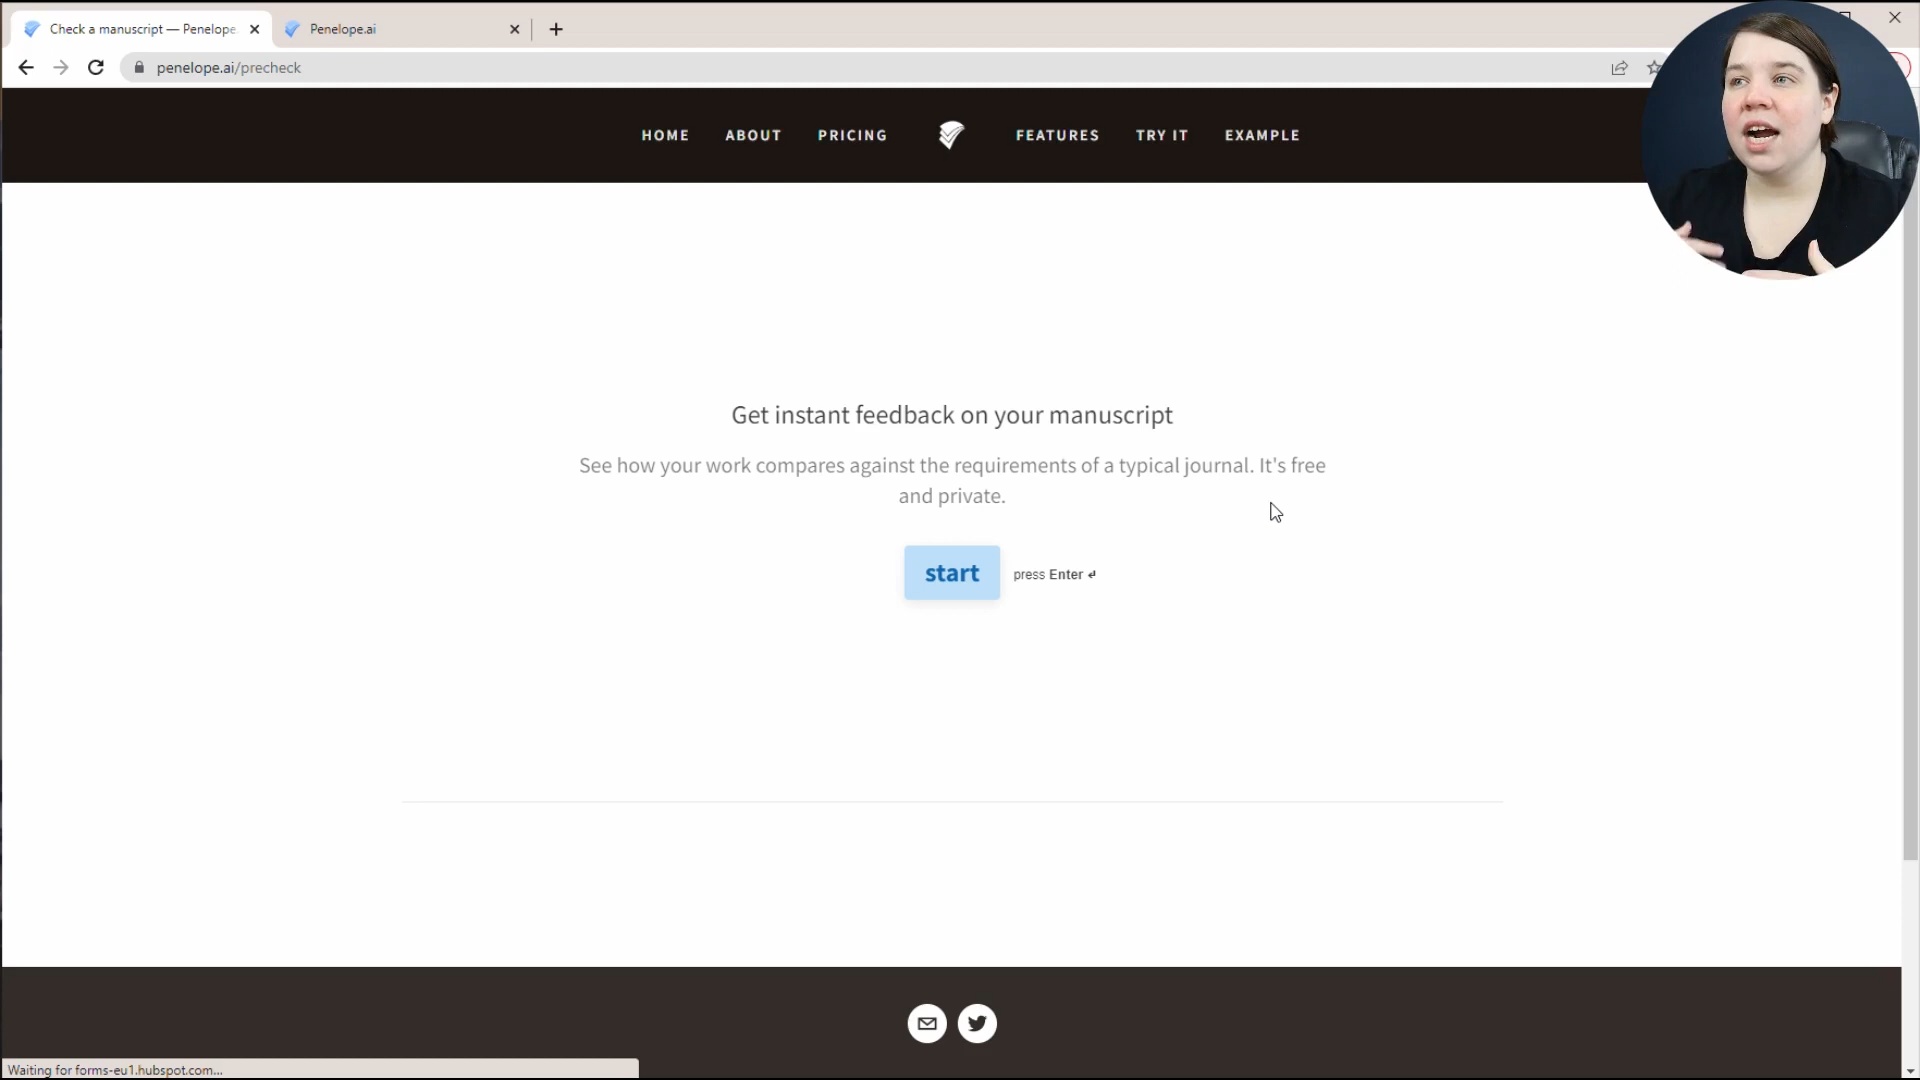 Check a manuscript — Penelope
Penelope.ai
penelope.ai/precheck
HOME
ABOUT
PRICING
FEATURES
TRY IT
EXAMPLE
Get instant feedback on your manuscript
See how your work compares against the requirements of a typical journal. It's free
and private.
start
press Enter ↵
Waiting for forms-eu1.hubspot.com...